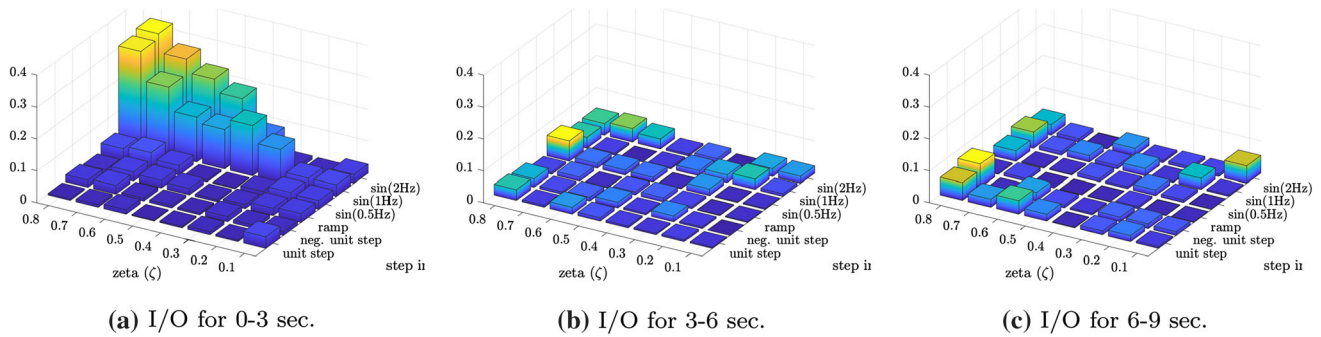 0.4
0.3
0.2
0.1
0
0.8
0.7
0.6
0.5
0.4
0.3
0.2
0.1
zeta (ζ)
sin(2Hz)
sin(1Hz)
sin(0.5Hz)
ramp
neg. unit step
unit step
step in
(a) I/O for 0-3 sec.
0.4
0.3
0.2
0.1
0
0.8
0.7
0.6
0.5
0.4
0.3
0.2
0.1
zeta (ζ)
sin(2Hz)
sin(1Hz)
sin(0.5Hz)
ramp
neg. unit step
unit step
step in
(b) I/O for 3-6 sec.
0.4
0.3
0.2
0.1
0
0.8
0.7
0.6
0.5
0.4
0.3
0.2
0.1
zeta (ζ)
sin(2Hz)
sin(1Hz)
sin(0.5Hz)
ramp
neg. unit step
unit step
step in
(c) I/O for 6-9 sec.